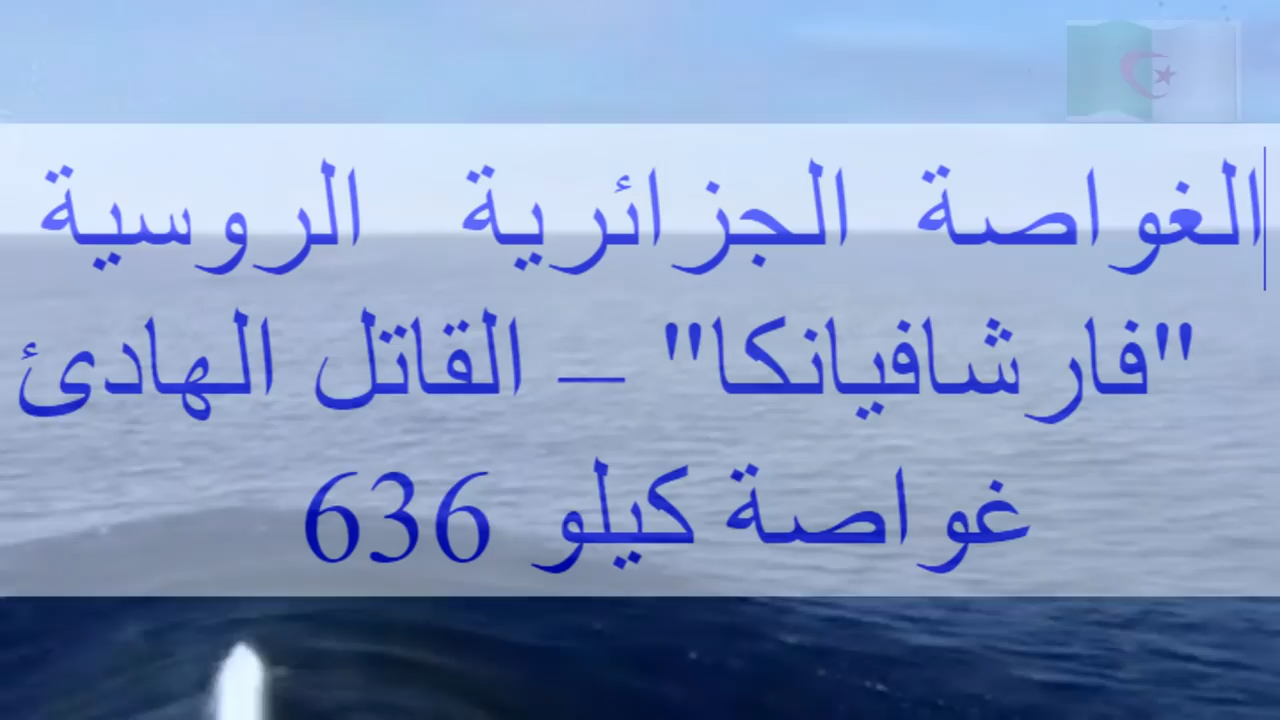 الغواصة الجزائرية الروسية
"فارشافيانكا" – القاتل الهادئ
غواصة كيلو 636